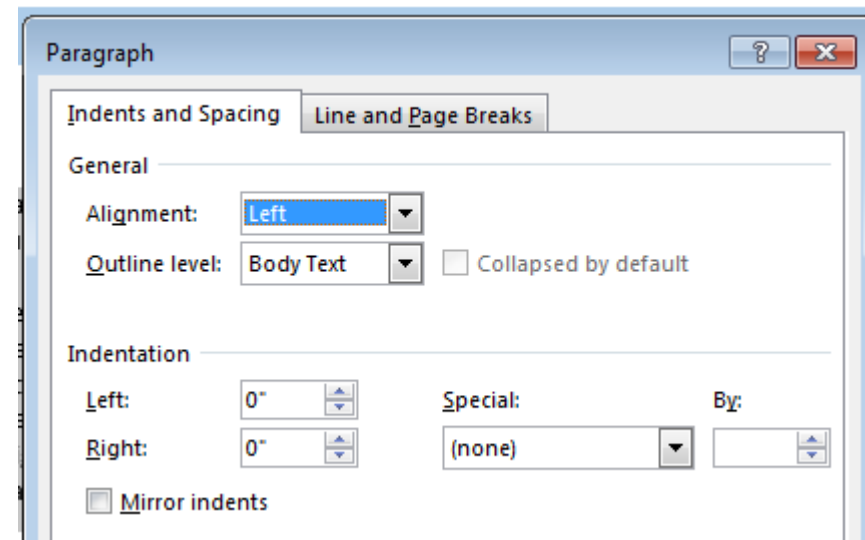 Paragraph
Indents and Spacing Line and Page Breaks
General
Alignment: Left
Outline level: Body Text Collapsed by default
Indentation
Left: 0" Special: By:
Right: 0" (none)
Mirror indents